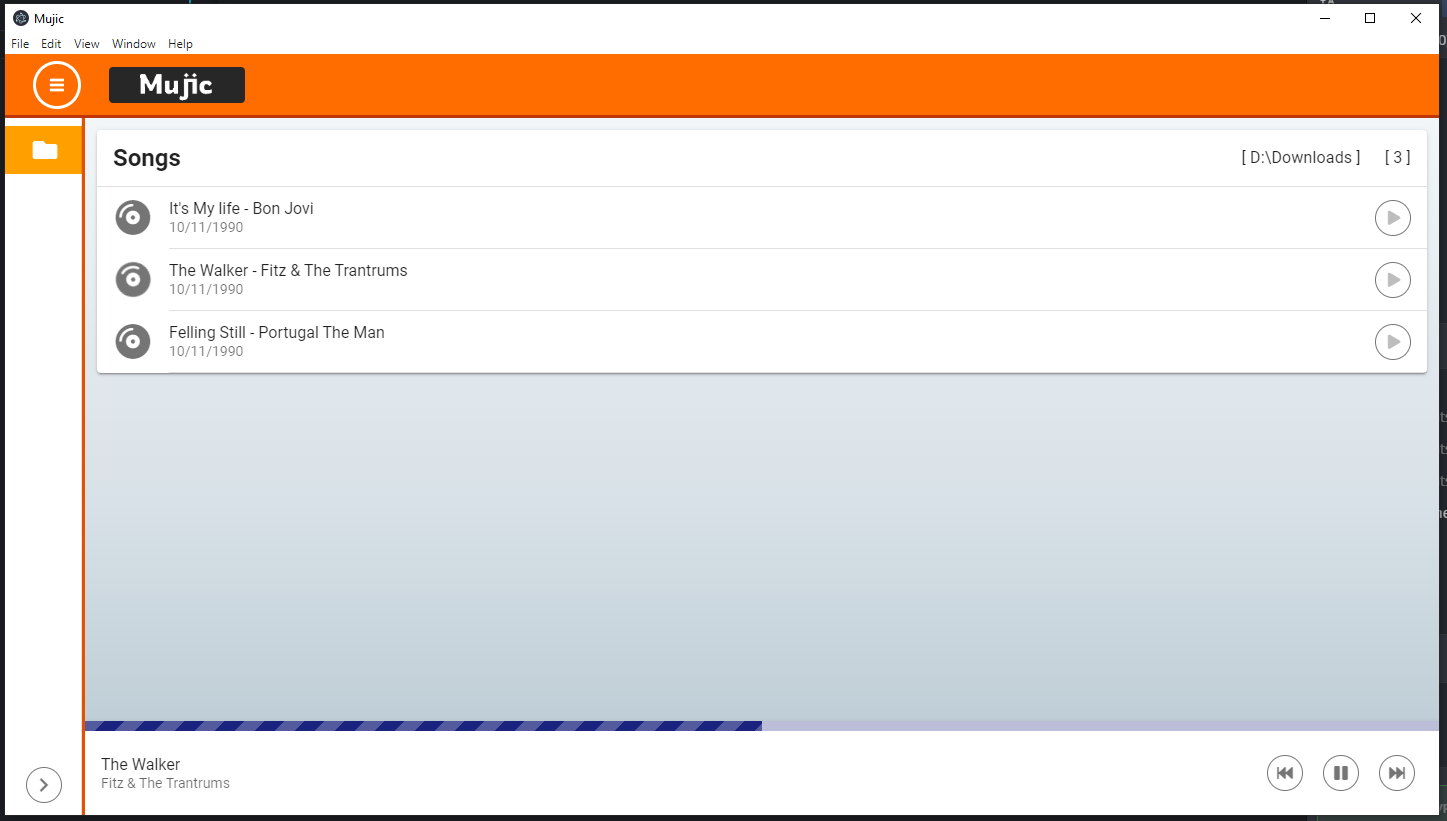 Mujic
File Edit View Window Help
Mujic
Songs [ D:\Downloads ] [ 3 ]
It's My life - Bon Jovi
10/11/1990
The Walker - Fitz & The Trantrums
10/11/1990
Felling Still - Portugal The Man
10/11/1990
The Walker
Fitz & The Trantrums